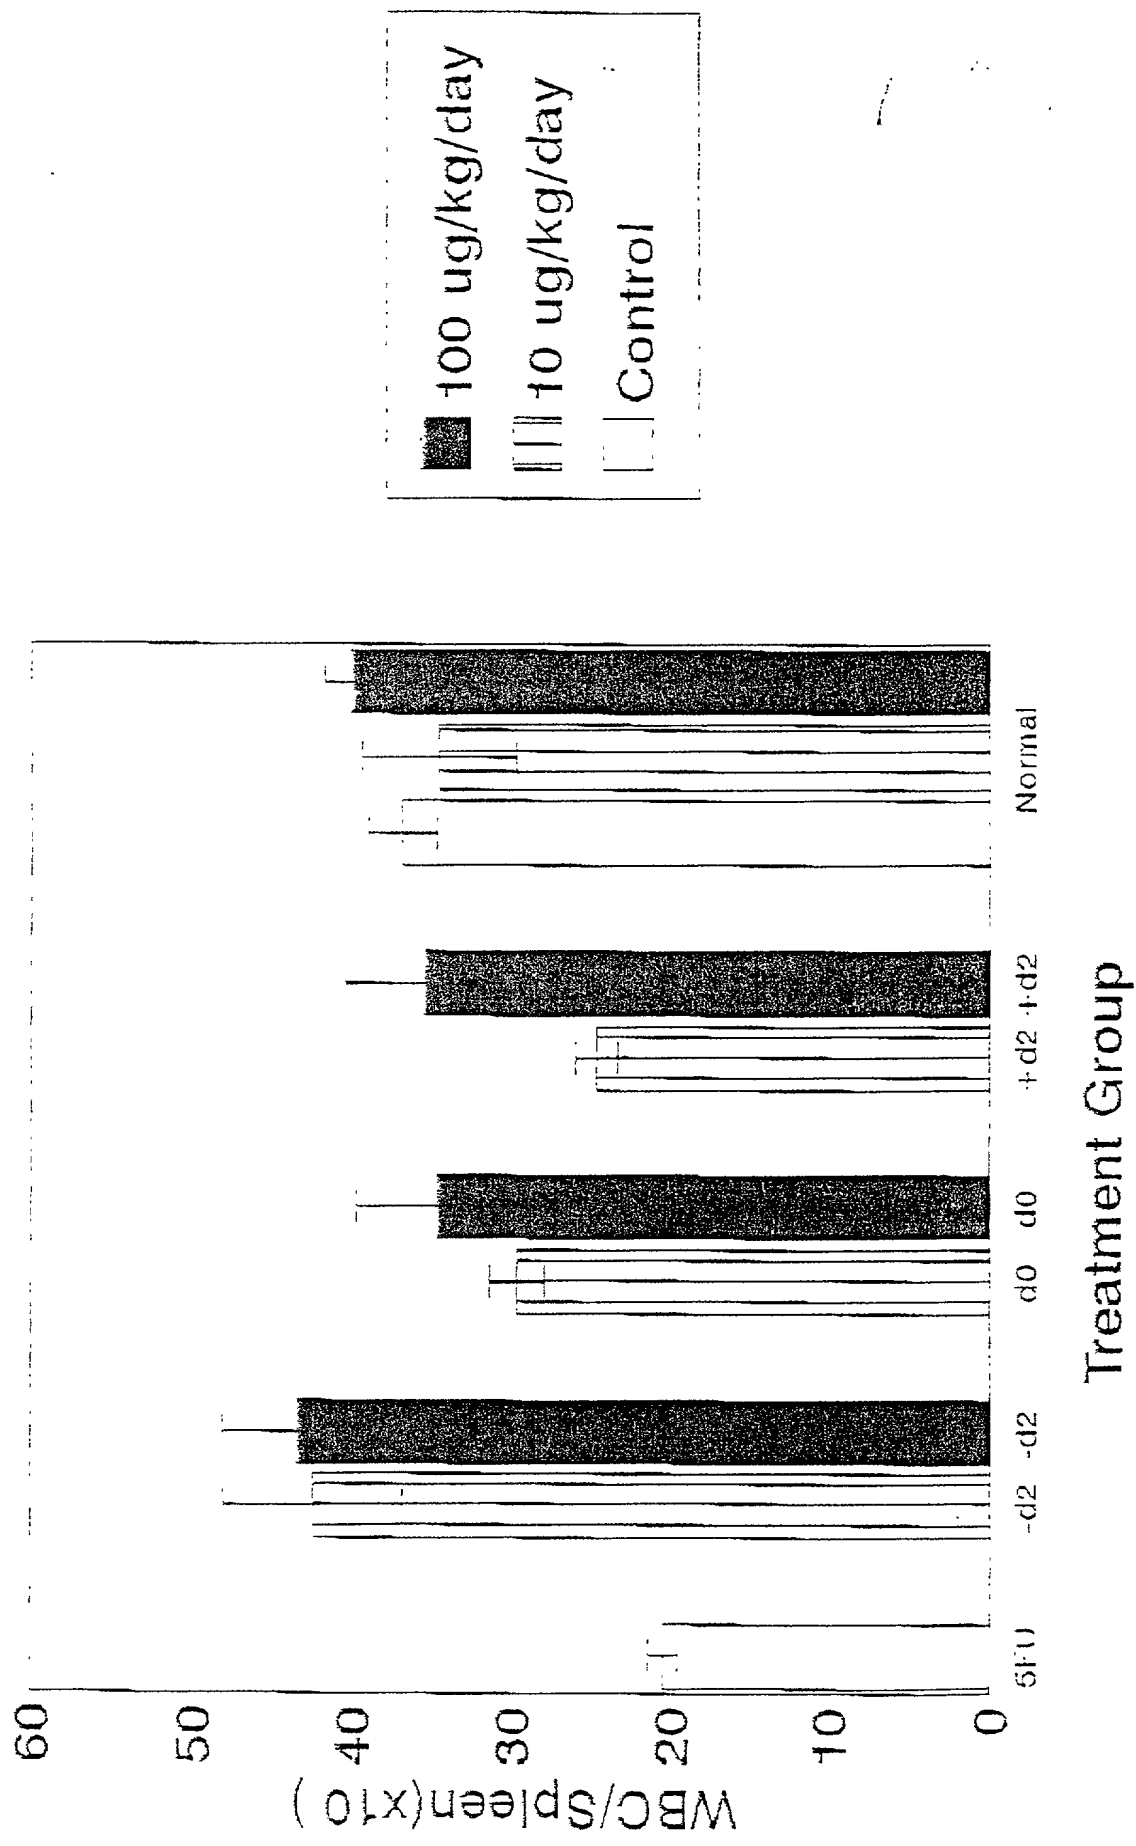 WBC/Spleen(x10 )
60
50
40
30
20
10
0
5FU
-d2 -d2
d0 d0
+d2 +d2
Normal
Treatment Group
100 ug/kg/day
10 ug/kg/day
Control